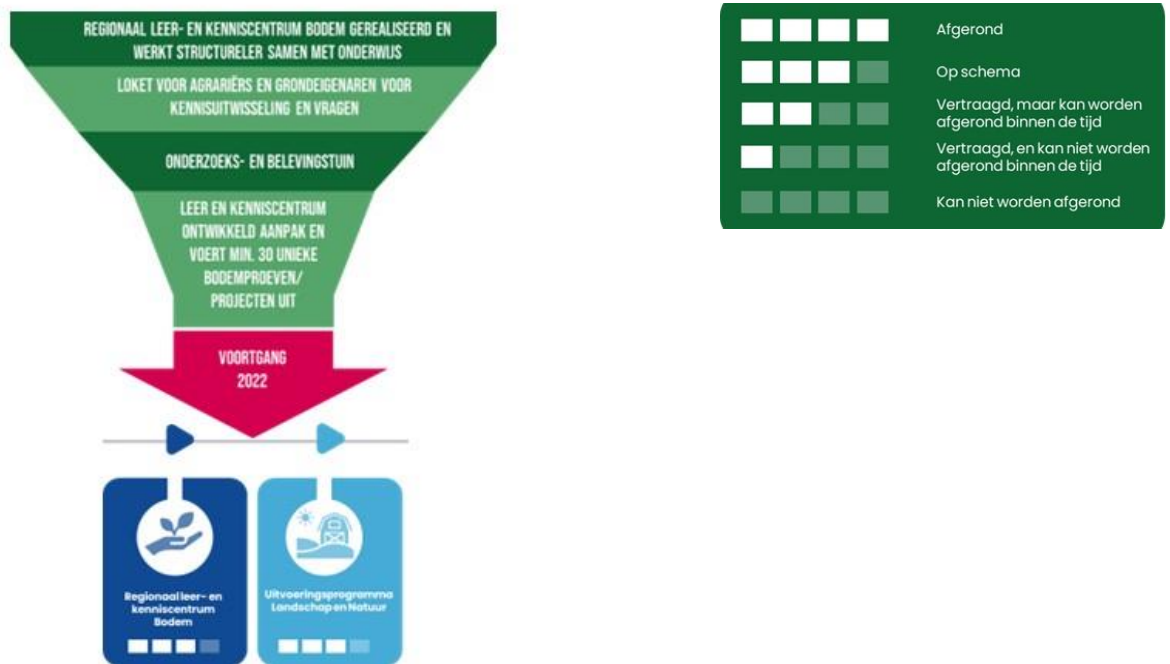 REGIONAAL LEER- EN KENNISCENTRUM BODEM GEREALISEERD EN
WERKT STRUCTURELER SAMEN MET ONDERWIJS
LOKET VOOR AGRARIËRS EN GRONDEIGENAREN VOOR
KENNISUITWISSELING EN VRAGEN
ONDERZOEKS- EN BELEVINGSTUIN
LEER EN KENNISCENTRUM
ONTWIKKELD AANPAK EN
VOERT MIN. 30 UNIEKE
BODEMPROEVEN/
PROJECTEN UIT
VOORTGANG
2022
Regionaal leer- en
kenniscentrum
Bodem
Uitvoeringsprogramma
Landschap en Natuur
Afgerond
Op schema
Vertraagd, maar kan worden
afgerond binnen de tijd
Vertraagd, en kan niet worden
afgerond binnen de tijd
Kan niet worden afgerond